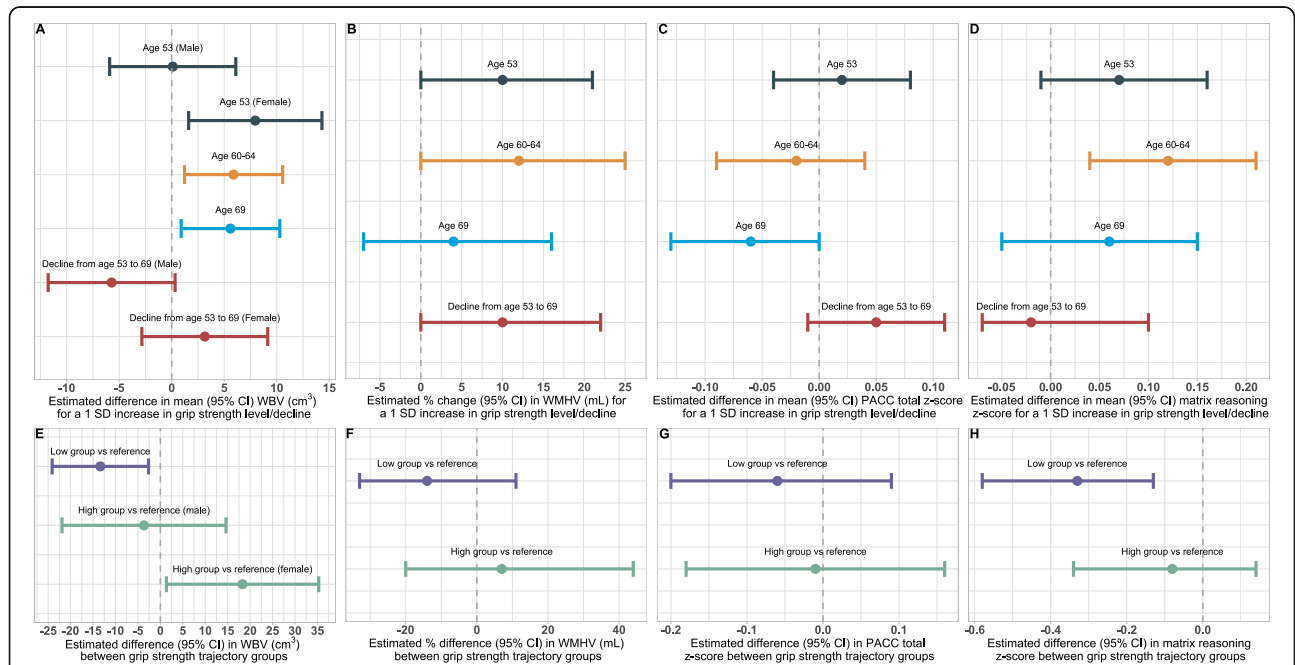 A
Age 53 (Male)
Age 53 (Female)
Age 60-64
Age 69
Decline from age 53 to 69 (Male)
Decline from age 53 to 69 (Female)
-10 -5 0 5 10 15
Estimated difference in mean (95% CI) WBV (cm³)
for a 1 SD increase in grip strength level/decline
B
Age 53
Age 60-64
Age 69
Decline from age 53 to 69
-5 0 5 10 15 20 25
Estimated % change (95% CI) in WMHV (mL) for
a 1 SD increase in grip strength level/decline
C
Age 53
Age 60-64
Age 69
Decline from age 53 to 69
-0.10 -0.05 0.00 0.05 0.10
Estimated difference in mean (95% CI) PACC total z-score
for a 1 SD increase in grip strength level/decline
D
Age 53
Age 60-64
Age 69
Decline from age 53 to 69
-0.05 0.00 0.05 0.10 0.15 0.20
Estimated difference in mean (95% CI) matrix reasoning
z-score for a 1 SD increase in grip strength level/decline
E
Low group vs reference
High group vs reference (male)
High group vs reference (female)
-25 -20 -15 -10 -5 0 5 10 15 20 25 30 35
Estimated difference (95% CI) in WBV (cm³)
between grip strength trajectory groups
F
Low group vs reference
High group vs reference
-20 0 20 40
Estimated % difference (95% CI) in WMHV (mL)
between grip strength trajectory groups
G
Low group vs reference
High group vs reference
-0.2 -0.1 0.0 0.1
Estimated difference (95% CI) in PACC total
z-score between grip strength trajectory groups
H
Low group vs reference
High group vs reference
-0.6 -0.4 -0.2 0.0
Estimated difference (95% CI) in matrix reasoning
z-score between grip strength trajectory groups